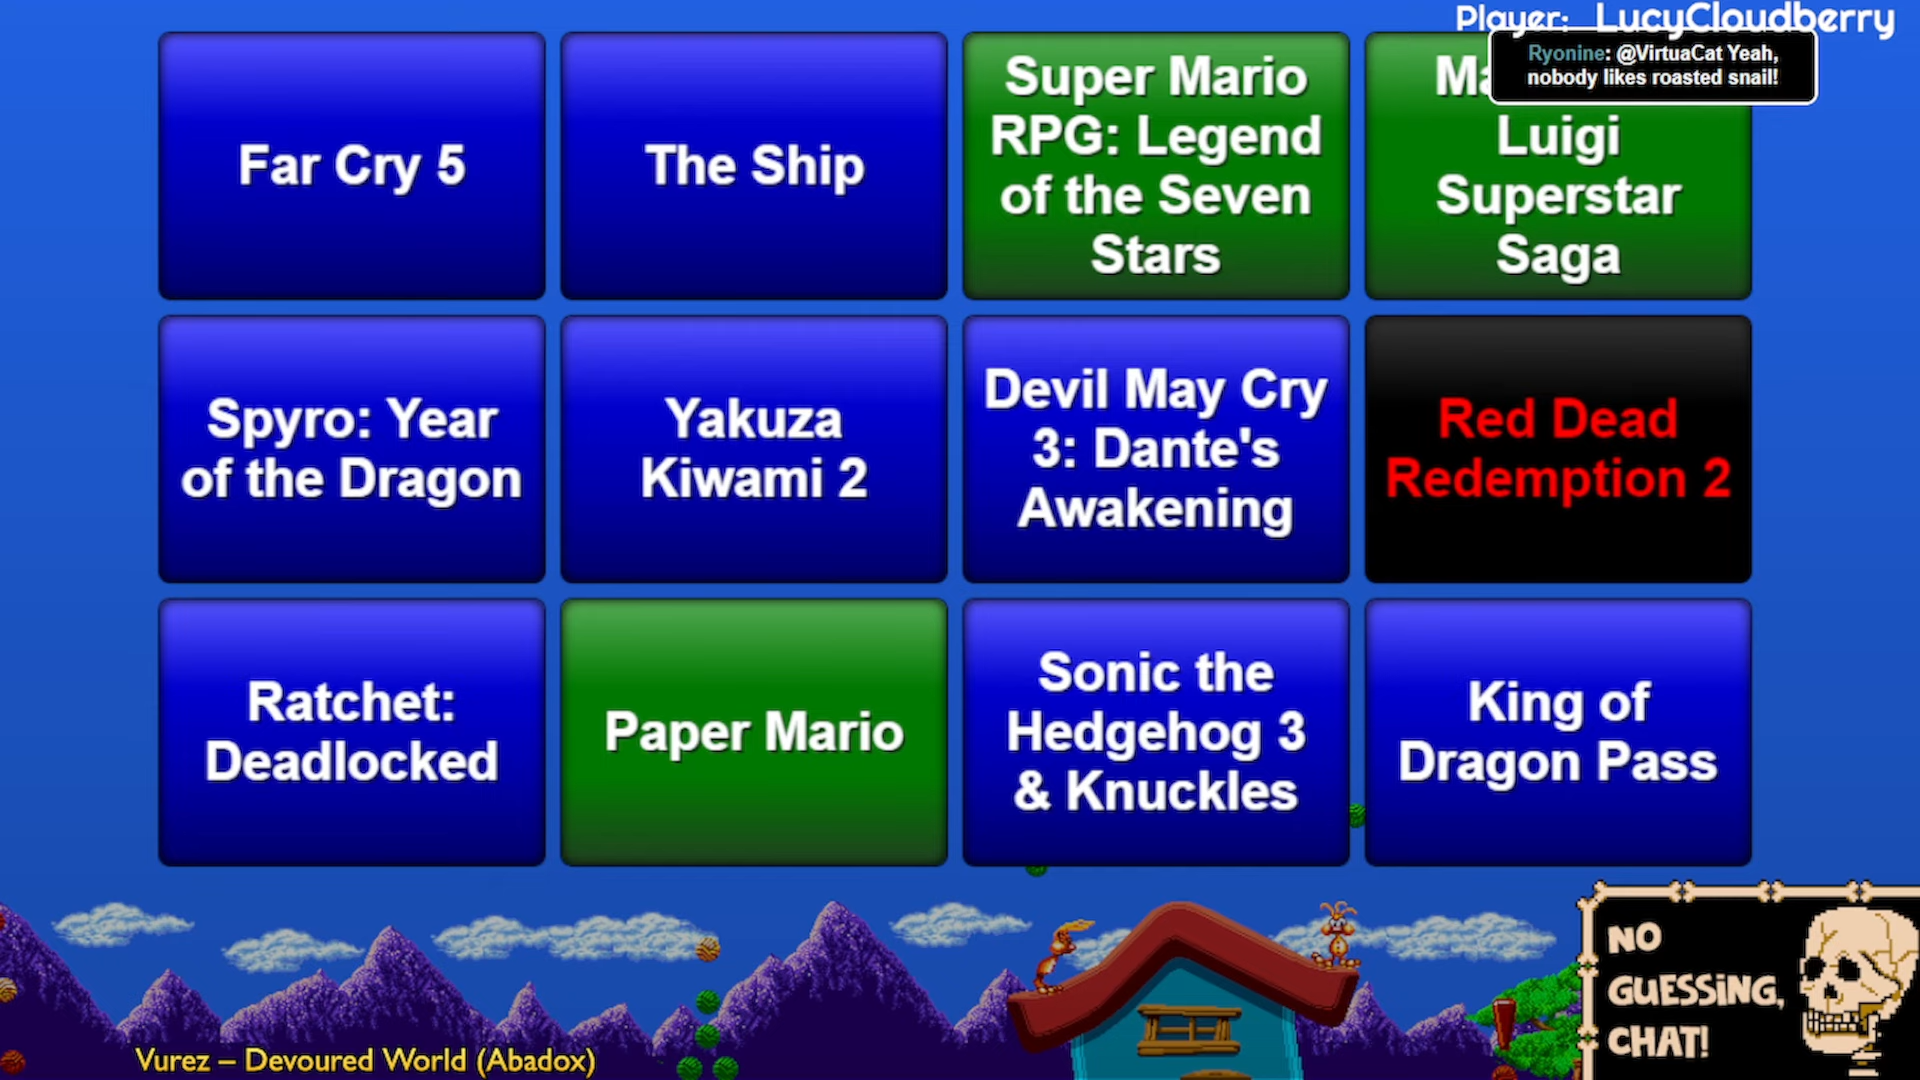 Player: LucyCloudberry
Ryonine: @VirtuaCat Yeah,
nobody likes roasted snail!
Far Cry 5
The Ship
Super Mario
RPG: Legend
of the Seven
Stars
Luigi
Superstar
Saga
Spyro: Year
of the Dragon
Yakuza
Kiwami 2
Devil May Cry
3: Dante's
Awakening
Red Dead
Redemption 2
Ratchet:
Deadlocked
Paper Mario
Sonic the
Hedgehog 3
& Knuckles
King of
Dragon Pass
NO
GUESSING,
CHAT!
Vurez – Devoured World (Abadox)